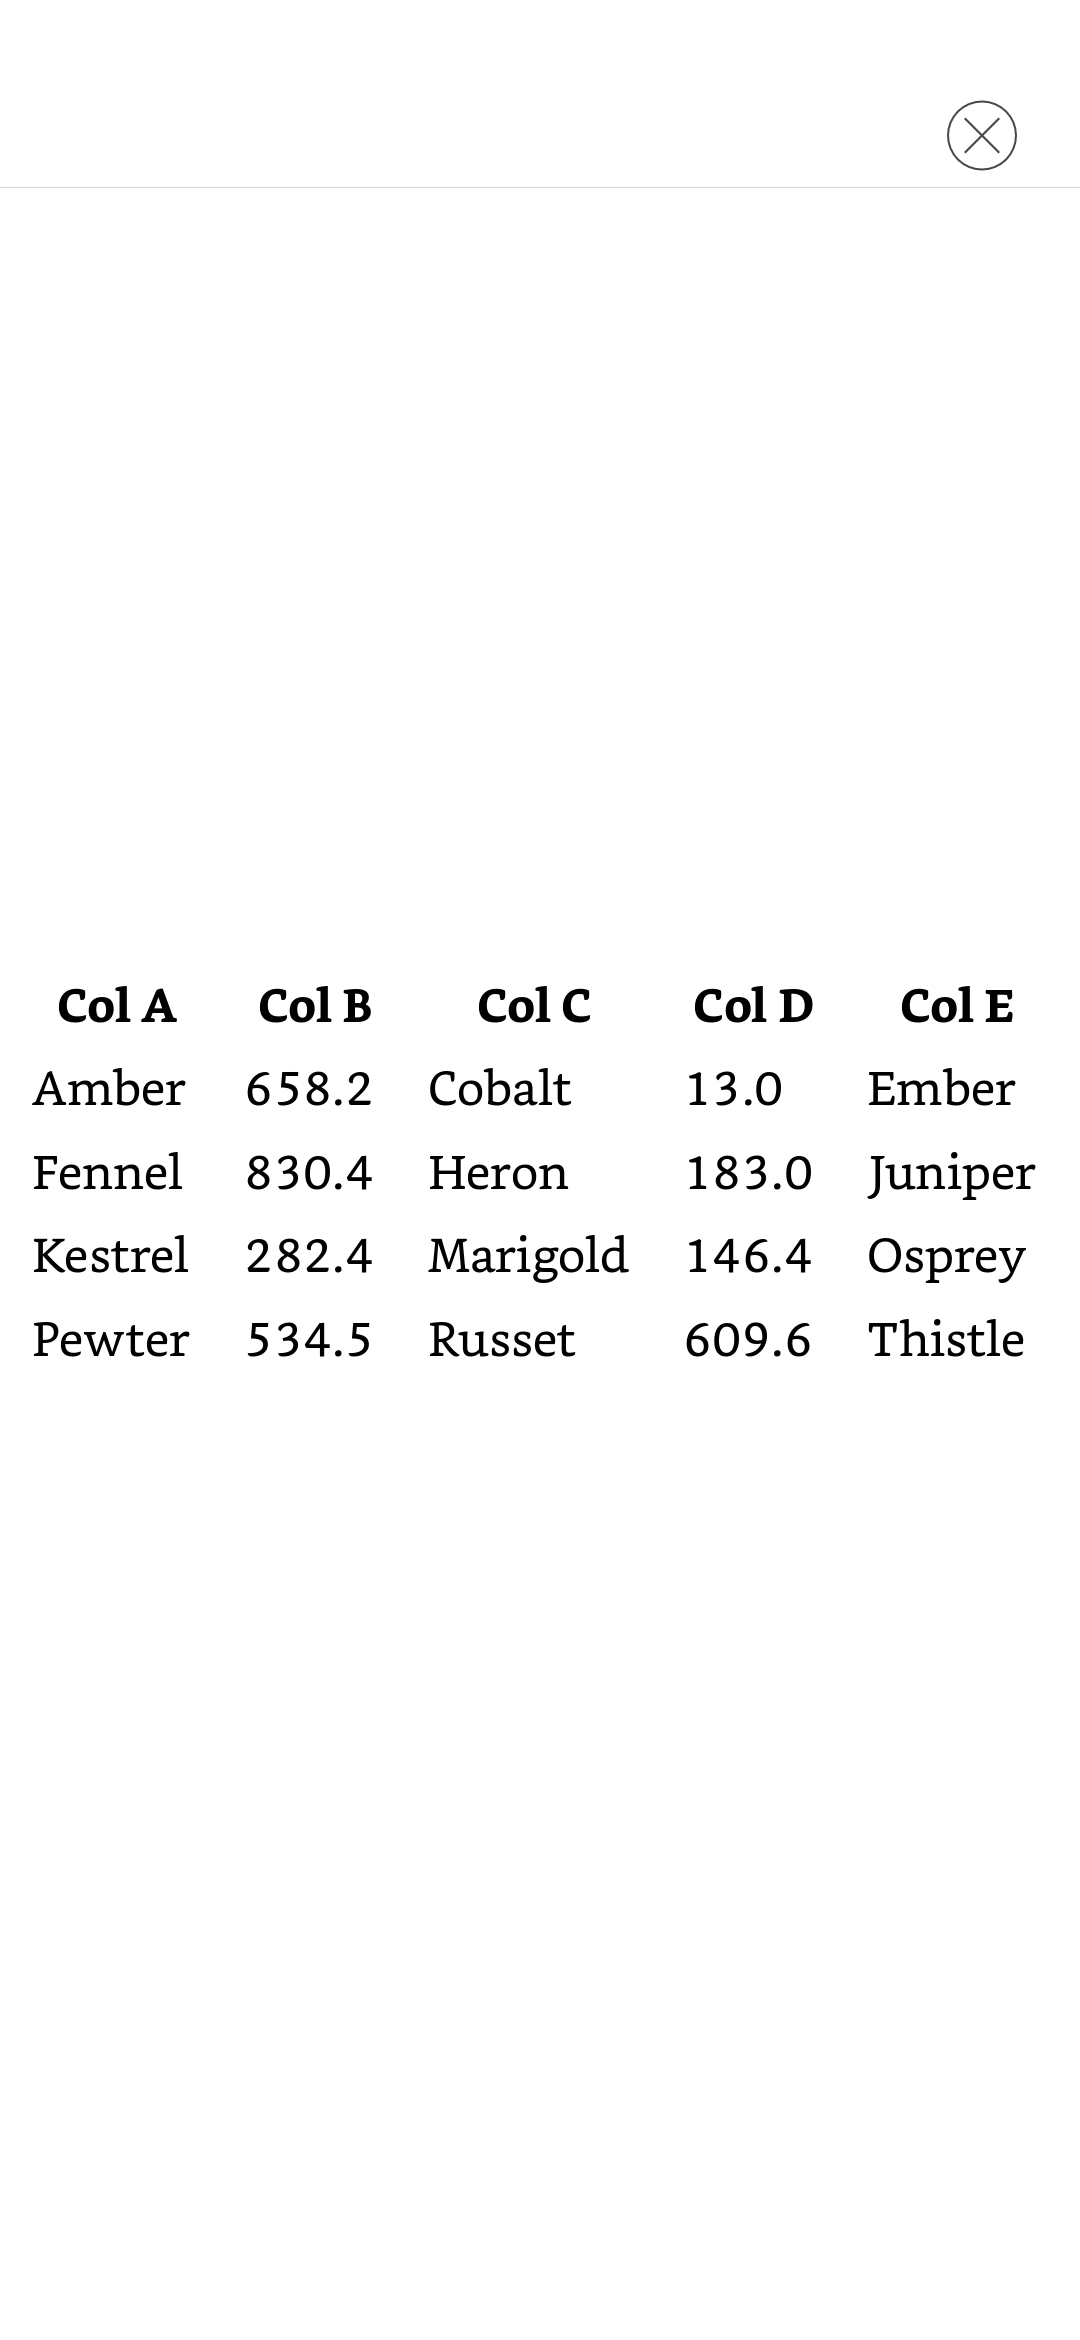 Col A Col B Col C Col D Col E
Amber 658.2 Cobalt 13.0 Ember
Fennel 830.4 Heron 183.0 Juniper
Kestrel 282.4 Marigold 146.4 Osprey
Pewter 534.5 Russet 609.6 Thistle